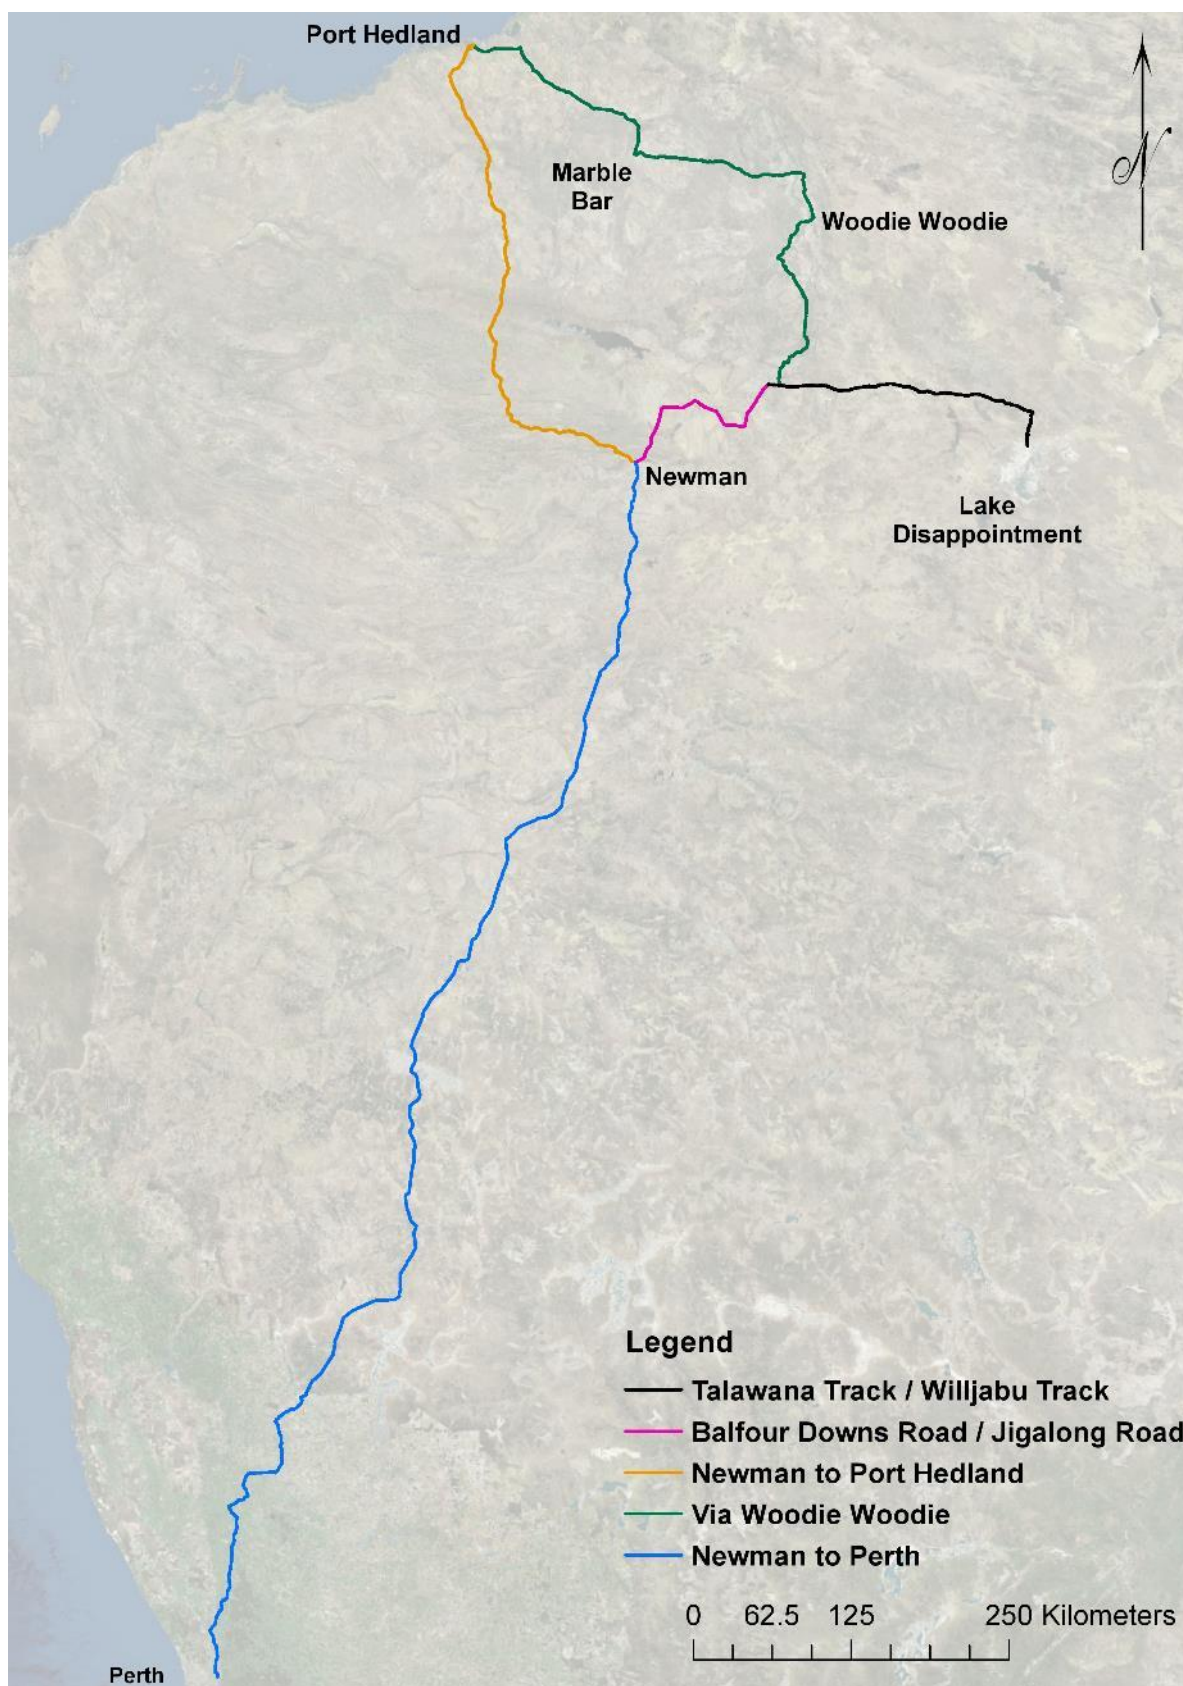 Port Hedland
N
Marble
Bar
Woodie Woodie
Newman
Lake
Disappointment
Legend
Talawana Track / Willjabu Track
Balfour Downs Road / Jigalong Road
Newman to Port Hedland
Via Woodie Woodie
Newman to Perth
0 62.5 125 250 Kilometers
Perth